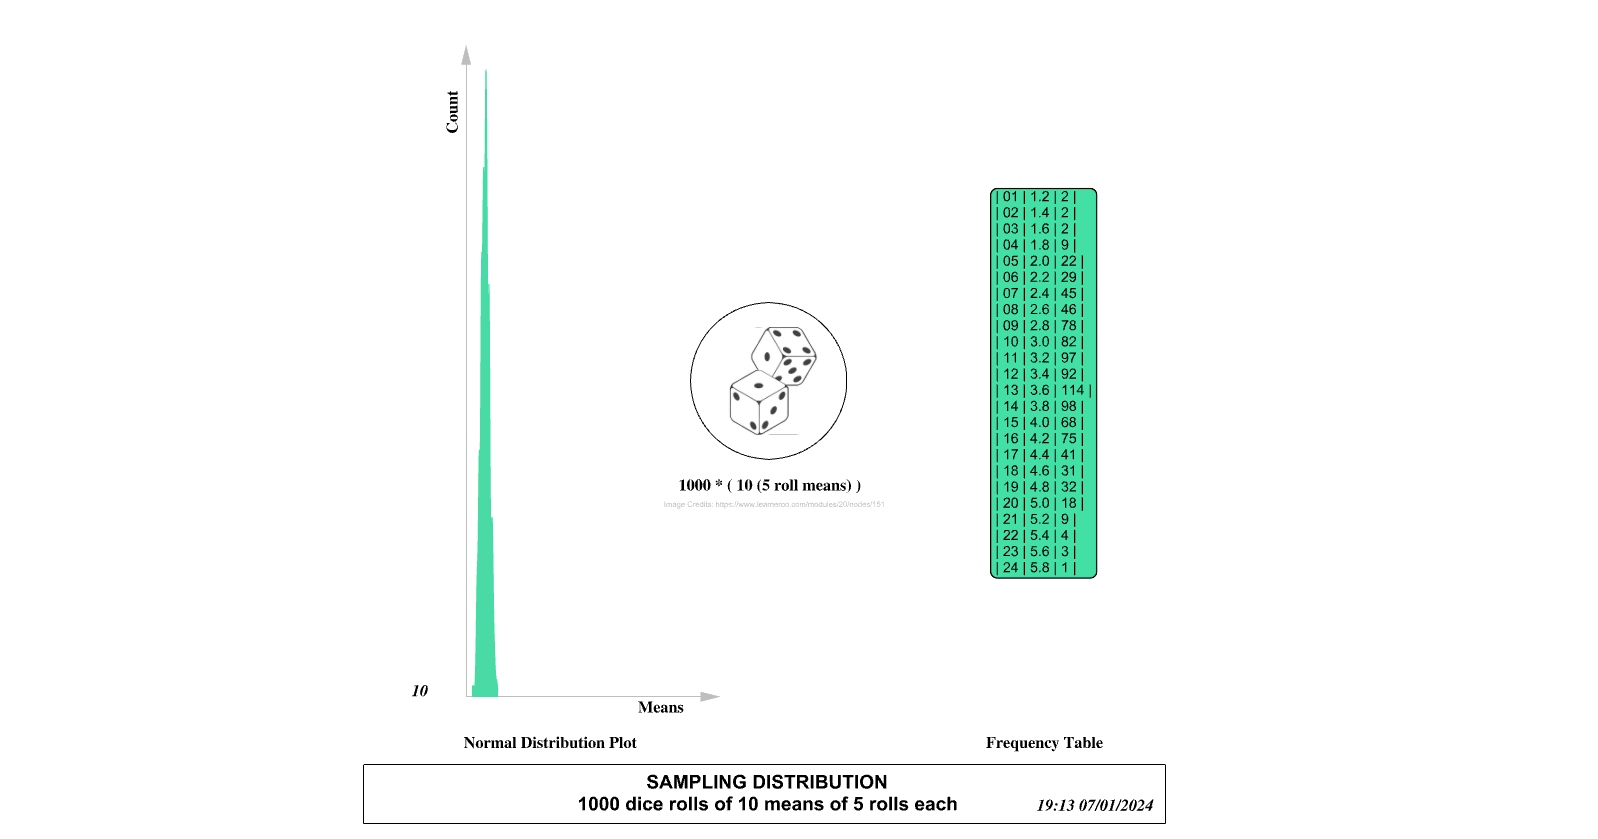 Count
10
Means
Normal Distribution Plot
1000 * ( 10 (5 roll means) )
| 01 | 1.2 | 2 |
| 02 | 1.4 | 2 |
| 03 | 1.6 | 2 |
| 04 | 1.8 | 9 |
| 05 | 2.0 | 22 |
| 06 | 2.2 | 29 |
| 07 | 2.4 | 45 |
| 08 | 2.6 | 46 |
| 09 | 2.8 | 78 |
| 10 | 3.0 | 82 |
| 11 | 3.2 | 97 |
| 12 | 3.4 | 92 |
| 13 | 3.6 | 114 |
| 14 | 3.8 | 98 |
| 15 | 4.0 | 68 |
| 16 | 4.2 | 75 |
| 17 | 4.4 | 41 |
| 18 | 4.6 | 31 |
| 19 | 4.8 | 32 |
| 20 | 5.0 | 18 |
| 21 | 5.2 | 9 |
| 22 | 5.4 | 4 |
| 23 | 5.6 | 3 |
| 24 | 5.8 | 1 |
Frequency Table
Image Credits:
SAMPLING DISTRIBUTION
1000 dice rolls of 10 means of 5 rolls each
19:13 07/01/2024